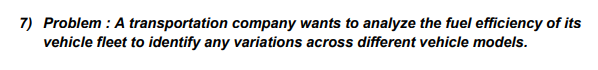 7) Problem : A transportation company wants to analyze the fuel efficiency of its
vehicle fleet to identify any variations across different vehicle models.